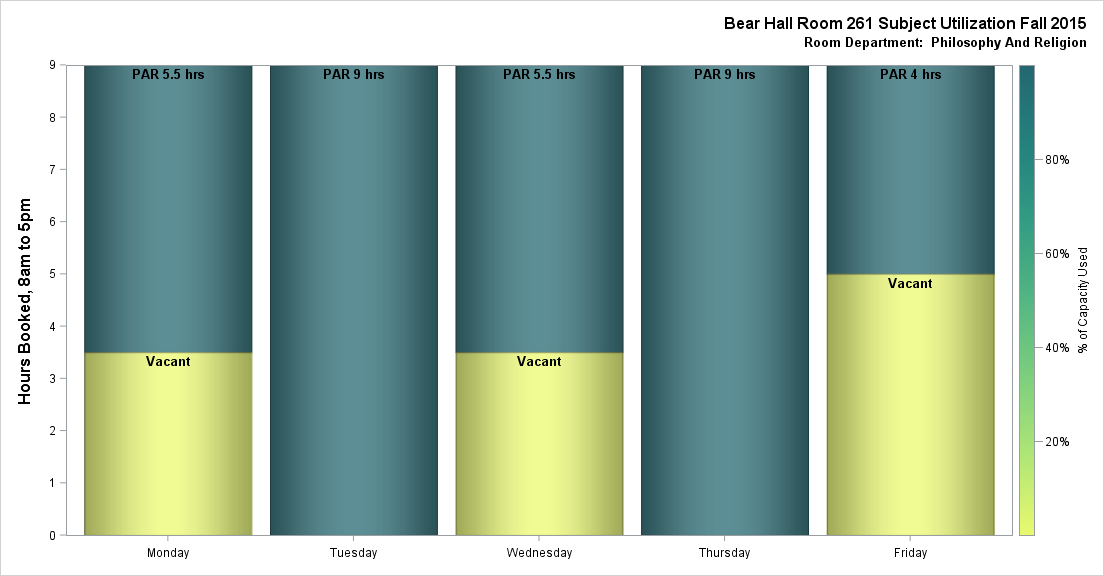 Bear Hall Room 261 Subject Utilization Fall 2015
Room Department:  Philosophy And Religion
Hours Booked, 8am to 5pm
9
8
7
6
5
4
3
2
1
0
PAR 5.5 hrs
Vacant
PAR 9 hrs
PAR 5.5 hrs
Vacant
PAR 9 hrs
PAR 4 hrs
Vacant
Monday
Tuesday
Wednesday
Thursday
Friday
80%
60%
40%
20%
% of Capacity Used